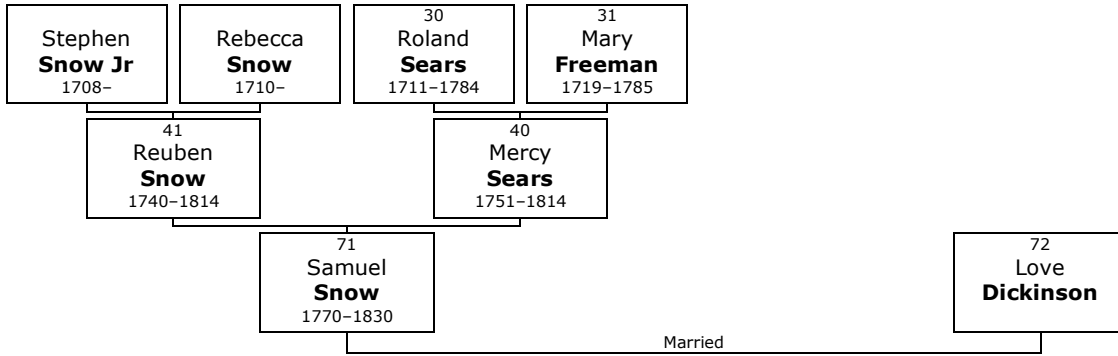 Stephen
Snow Jr
1708–
Rebecca
Snow
1710–
30
Roland
Sears
1711–1784
31
Mary
Freeman
1719–1785
41
Reuben
Snow
1740–1814
40
Mercy
Sears
1751–1814
71
Samuel
Snow
1770–1830
72
Love
Dickinson
Married